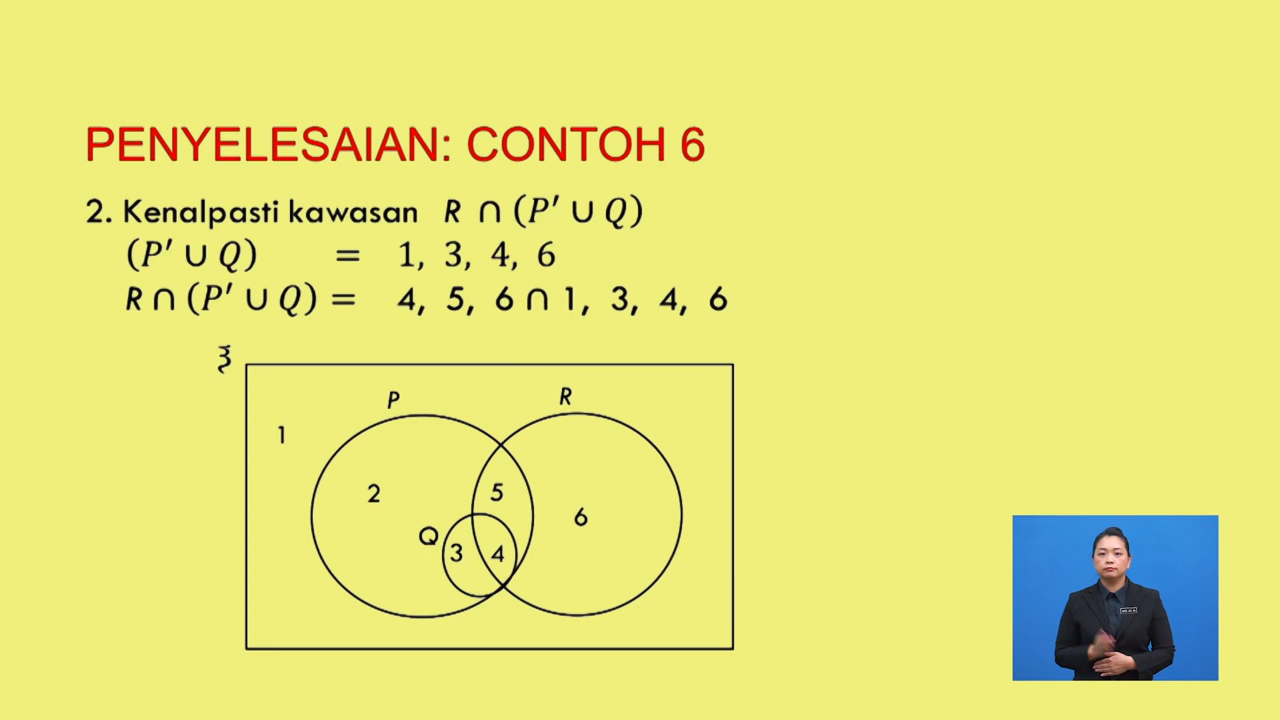 PENYELESAIAN: CONTOH 6
2. Kenalpasti kawasan R ∩ (P′ ∪ Q)
(P′ ∪ Q) = 1, 3, 4, 6
R ∩ (P′ ∪ Q) = 4, 5, 6 ∩ 1, 3, 4, 6
ξ
P
R
1
2
5
6
Q
3
4